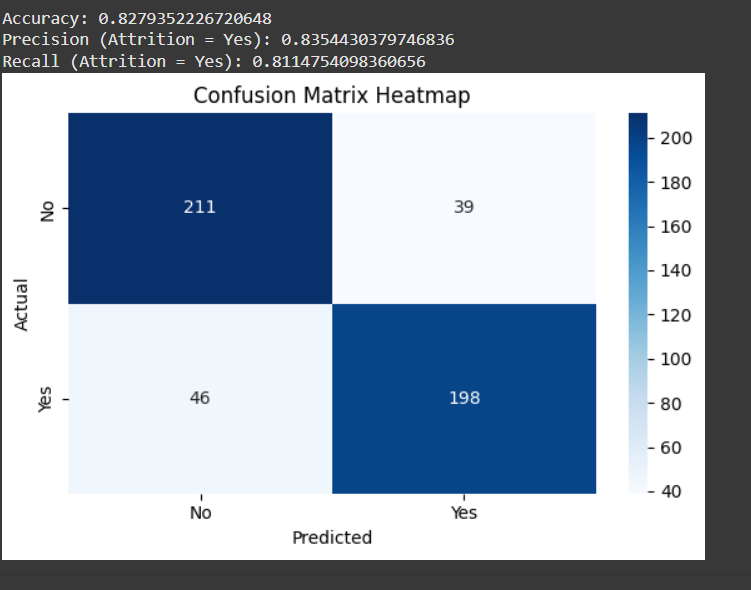 Accuracy: 0.8279352226720648
Precision (Attrition = Yes): 0.8354430379746836
Recall (Attrition = Yes): 0.8114754098360656
Confusion Matrix Heatmap
No
211
39
200
180
160
140
120
100
80
60
40
Actual
Yes
46
198
No
Yes
Predicted